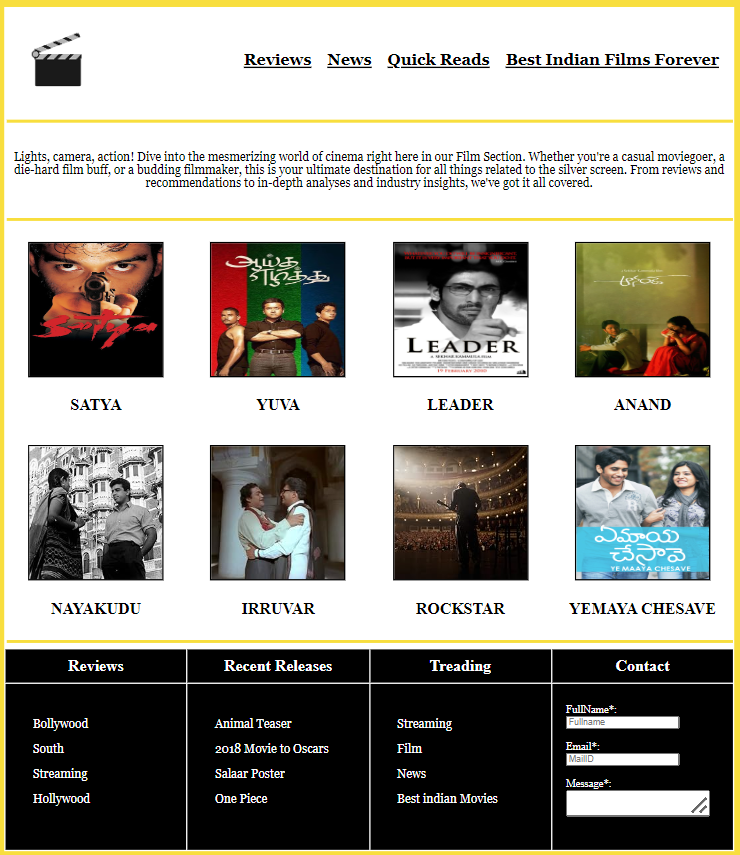 Reviews News Quick Reads Best Indian Films Forever
Lights, camera, action! Dive into the mesmerizing world of cinema right here in our Film Section. Whether you're a casual moviegoer, a
die-hard film buff, or a budding filmmaker, this is your ultimate destination for all things related to the silver screen. From reviews and
recommendations to in-depth analyses and industry insights, we've got it all covered.
Satya
ஆய்த
எழுத்து
LEADER
A SEKHAR KAMMULA FILM
19 FEBRUARY 2010
ఆనంద్
SATYA YUVA LEADER ANAND
ఏమాయ
చేసావె
YE MAAYA CHESAVE
NAYAKUDU IRRUVAR ROCKSTAR YEMAYA CHESAVE
Reviews Recent Releases Treading Contact
Bollywood
South
Streaming
Hollywood
Animal Teaser
2018 Movie to Oscars
Salaar Poster
One Piece
Streaming
Film
News
Best indian Movies
FullName*:
Fullname
Email*:
MailID
Message*: